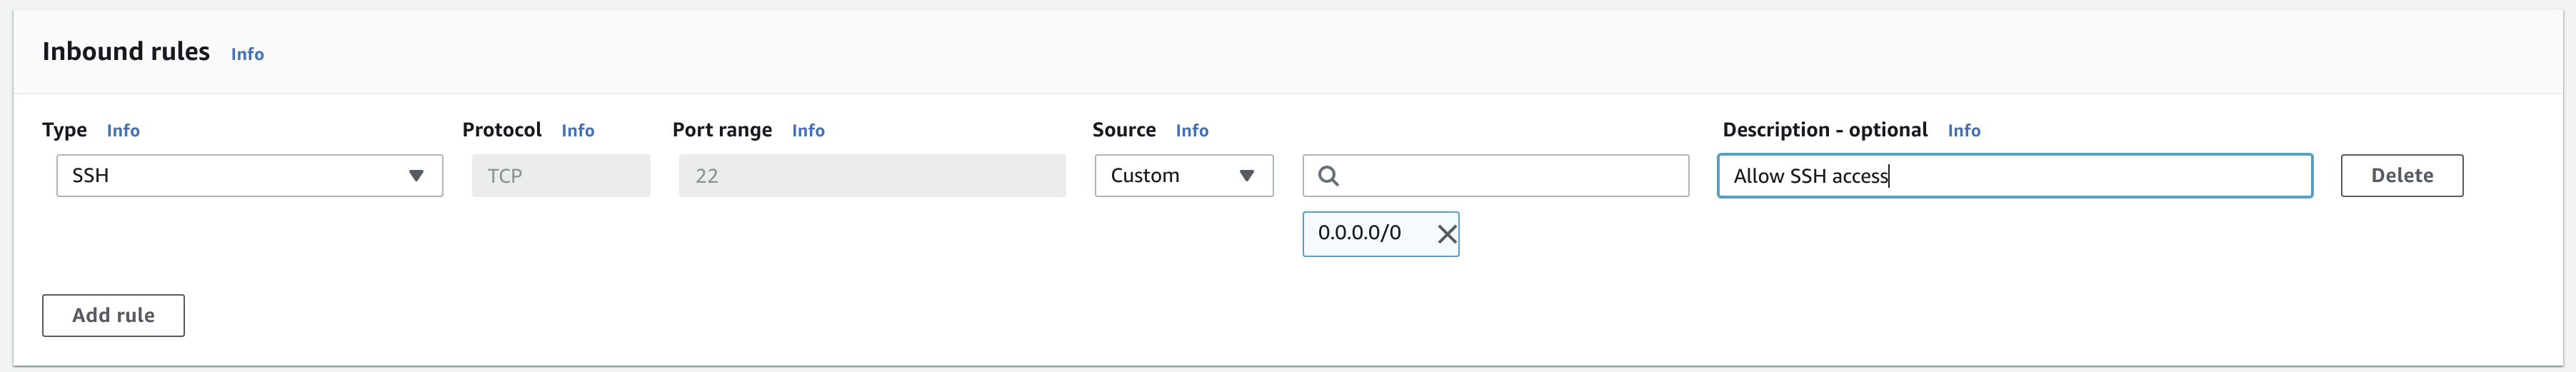 Inbound rules Info
Type Info Protocol Info Port range Info Source Info Description - optional Info
SSH TCP 22 Custom Allow SSH access Delete
0.0.0.0/0
Add rule